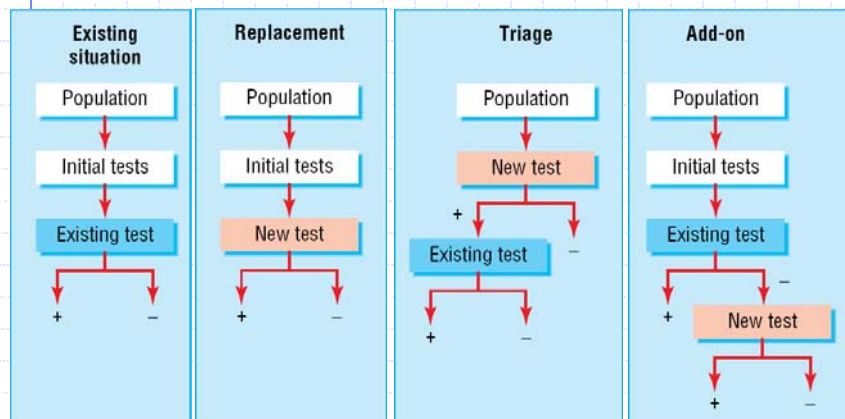 Existing
situation
Population
Initial tests
Existing test
+ –
Replacement
Population
Initial tests
New test
+ –
Triage
Population
New test
+
–
Existing test
+ –
Add-on
Population
Initial tests
Existing test
–
+
New test
+ –